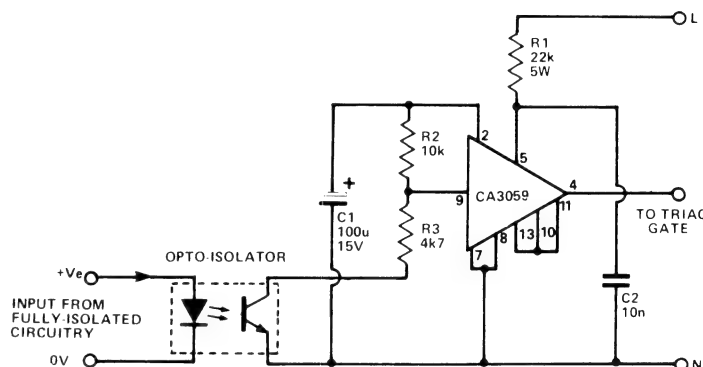 L
R1
22k
5W
R2
10k
2
5
+
9
CA3059
4
11
TO TRIAC
GATE
C1
100u
15V
R3
4k7
8
13
10
7
OPTO-ISOLATOR
+Ve
INPUT FROM
FULLY-ISOLATED
CIRCUITRY
C2
10n
0V
N